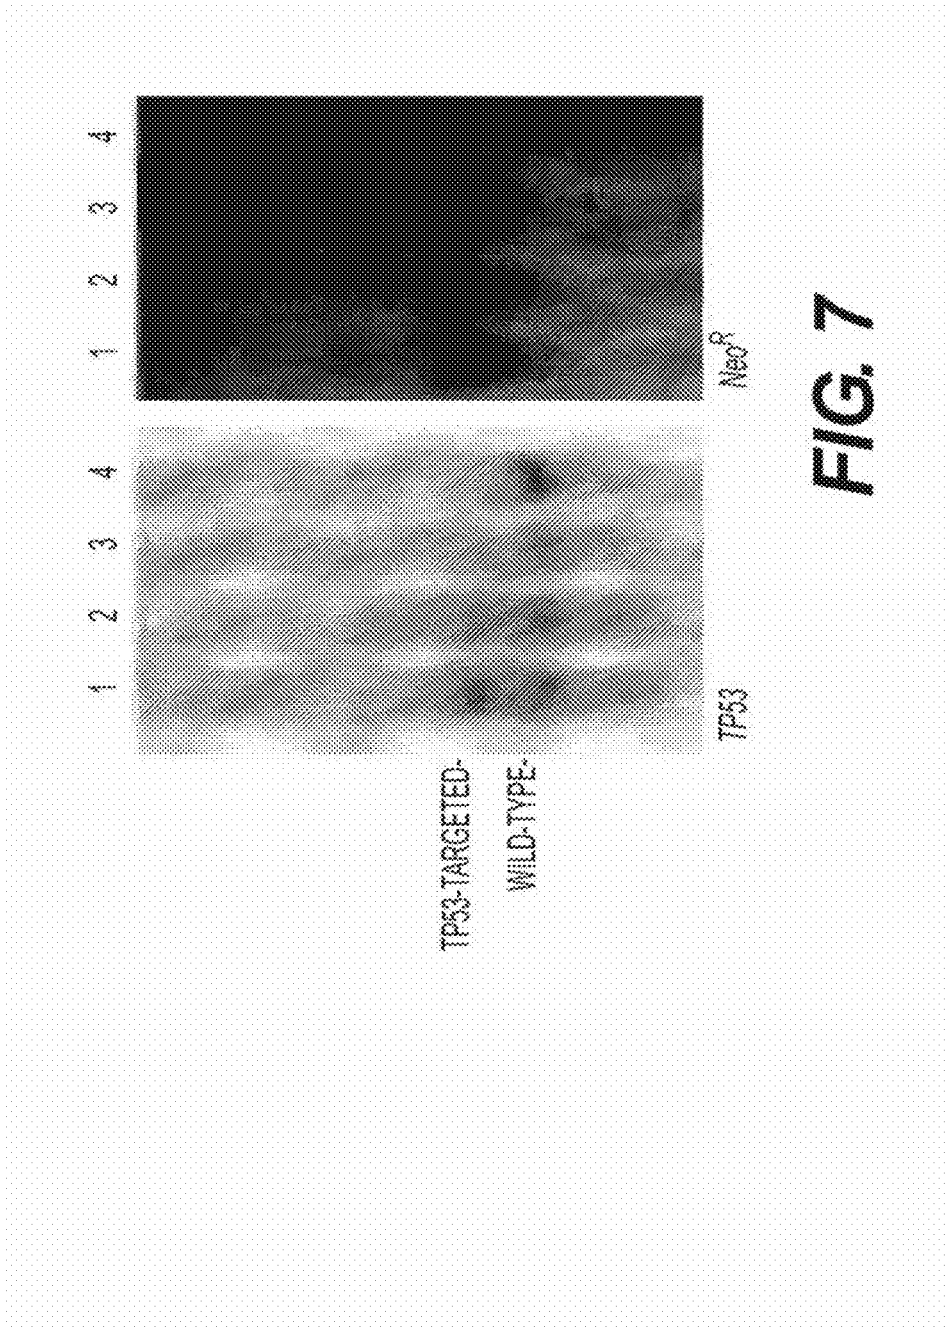 1 2 3 4 1 2 3 4
TP53-TARGETED-
WILD-TYPE-
TP53 Neo^R
FIG. 7